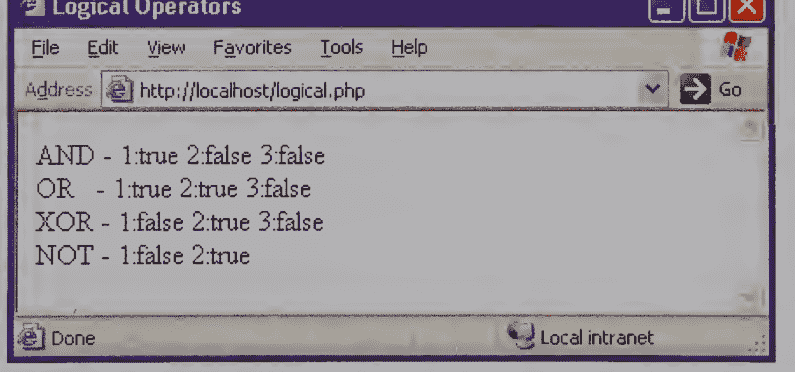 Logical Operators
File Edit View Favorites Tools Help
Address http://localhost/logical.php Go
AND - 1:true 2:false 3:false
OR - 1:true 2:true 3:false
XOR - 1:false 2:true 3:false
NOT - 1:false 2:true
Done Local intranet